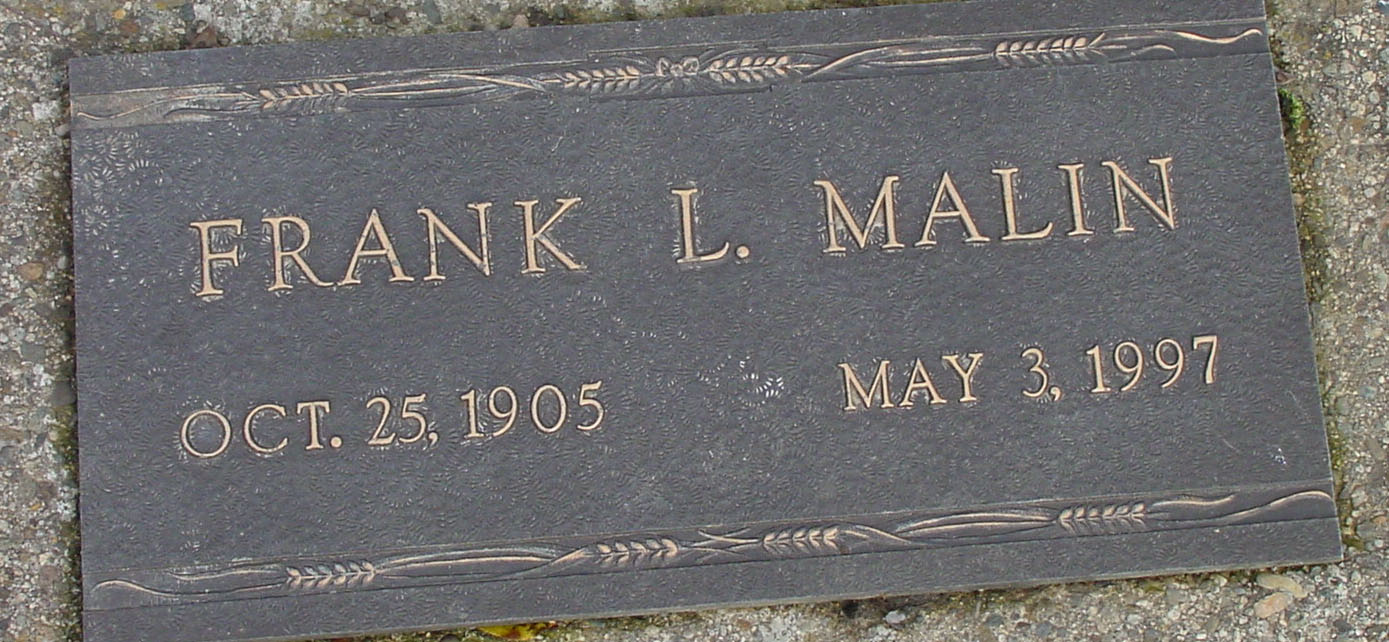 FRANK L. MALIN
OCT. 25, 1905 MAY 3, 1997